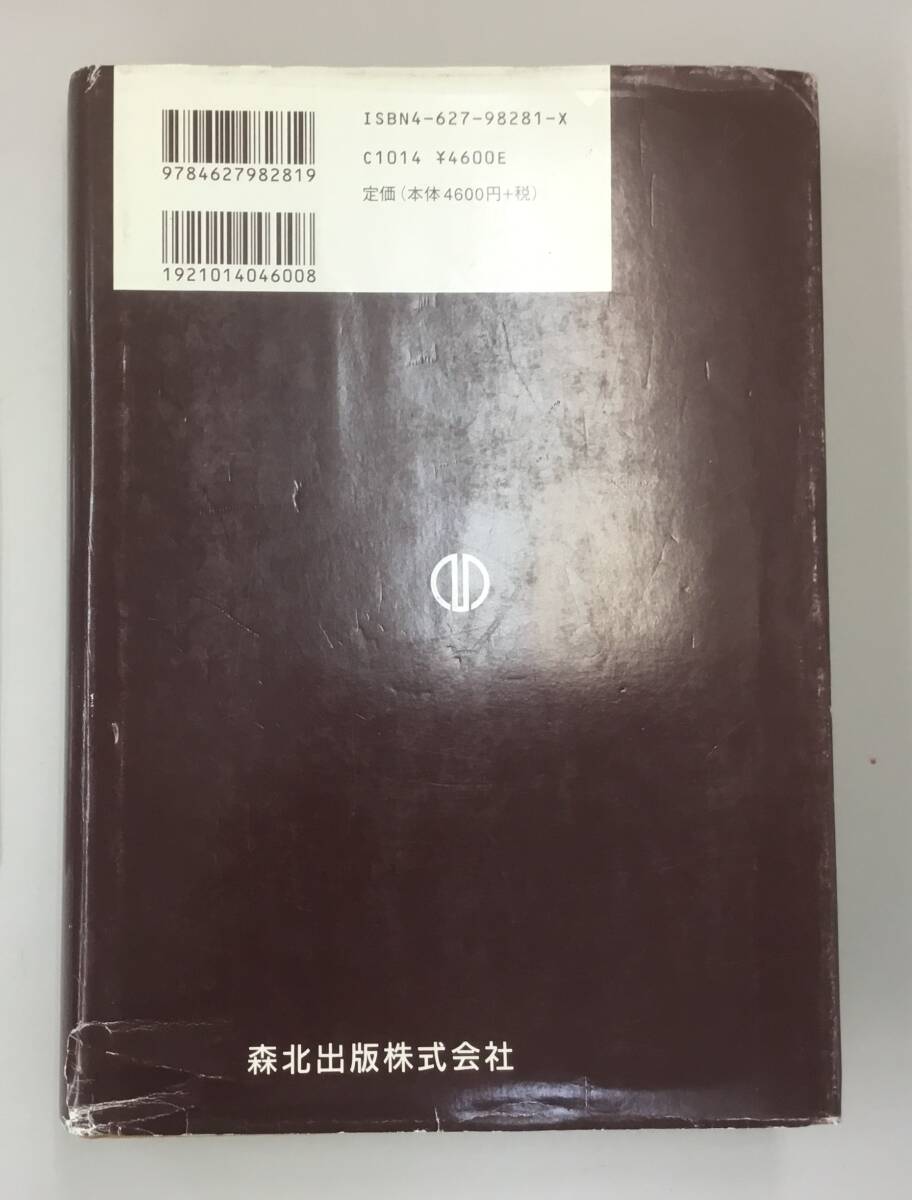 ISBN4-627-98281-X
C1014 ¥4600E
定価(本体4600円+税)
9784627982819
1921014046008
森北出版株式会社